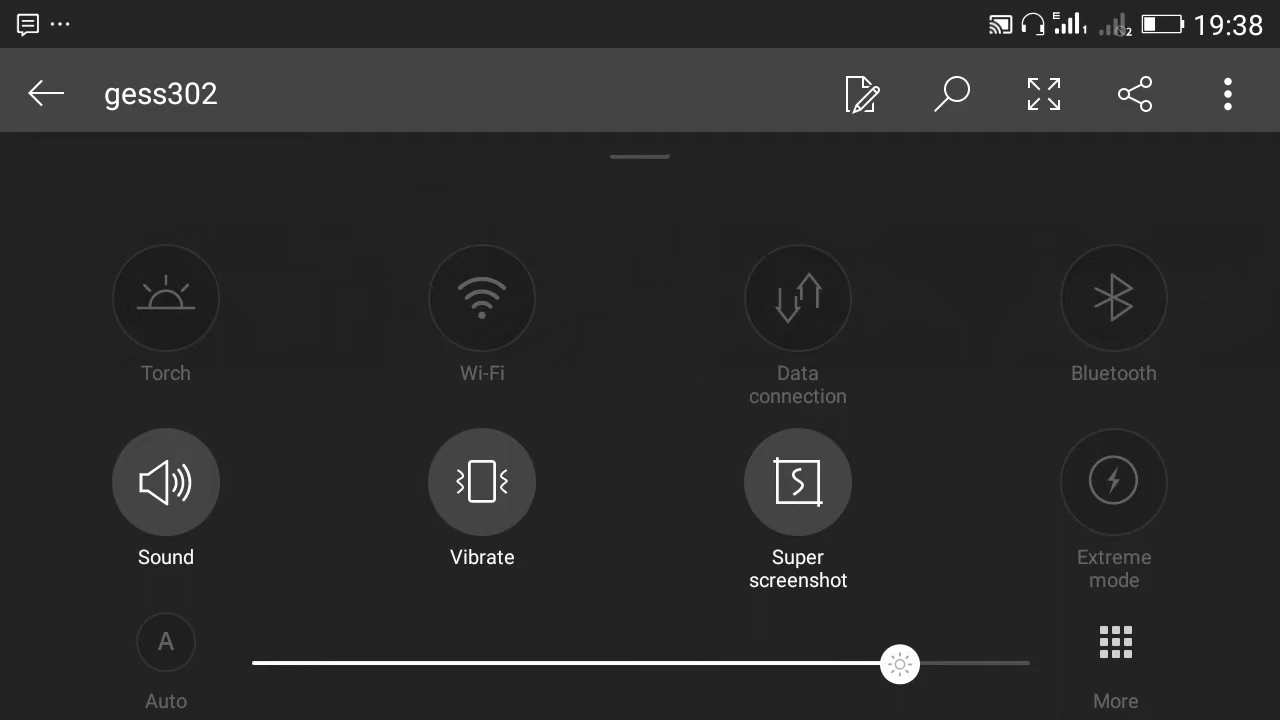 19:38
gess302
Torch
Wi-Fi
Data
connection
Bluetooth
Sound
Vibrate
S
Super
screenshot
Extreme
mode
A
Auto
More